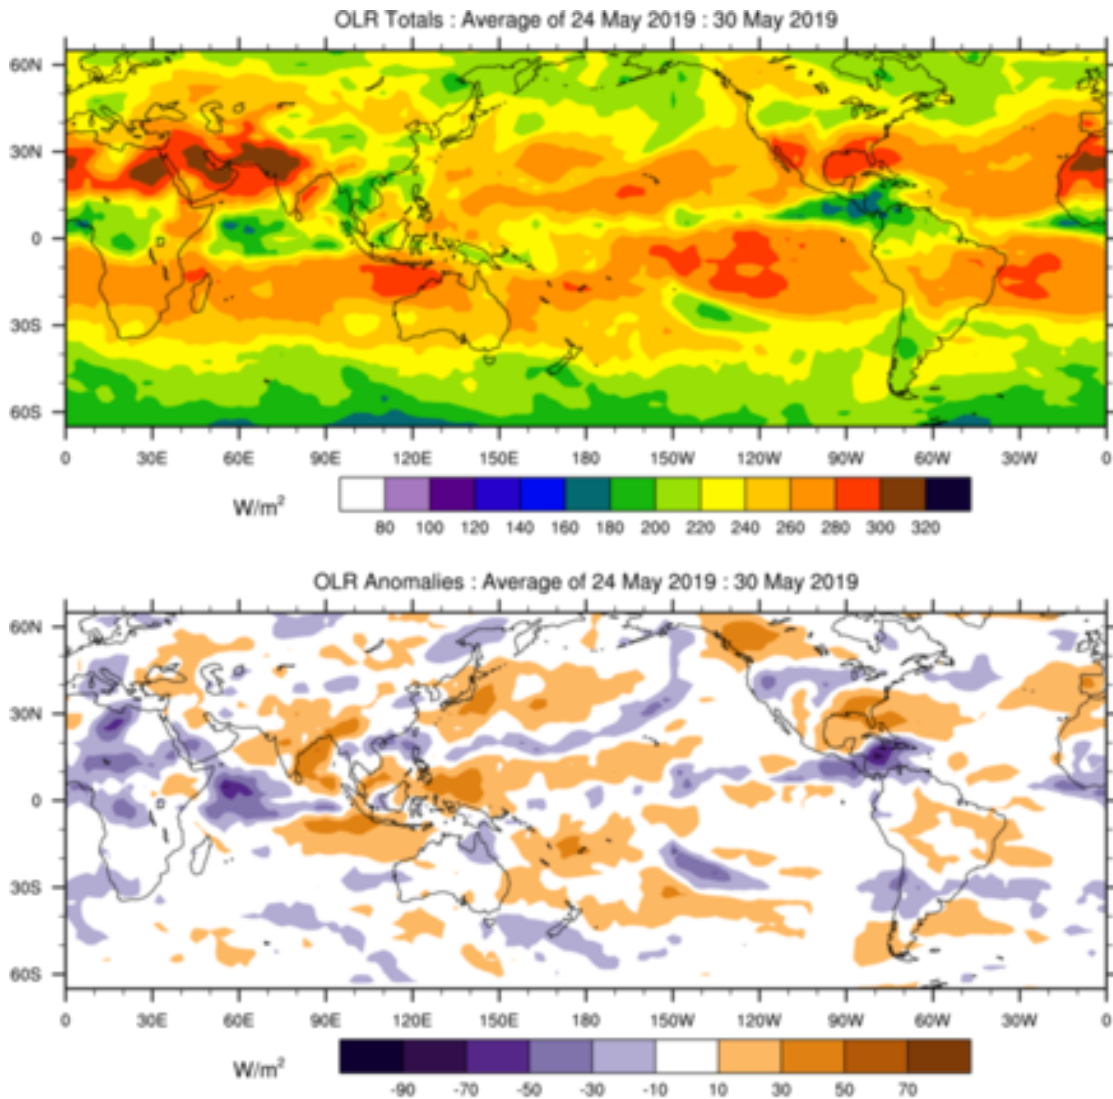 OLR Totals : Average of 24 May 2019 : 30 May 2019
60N
30N
0
30S
60S
0 30E 60E 90E 120E 150E 180 150W 120W 90W 60W 30W 0
W/m²
80 100 120 140 160 180 200 220 240 260 280 300 320
OLR Anomalies : Average of 24 May 2019 : 30 May 2019
60N
30N
0
30S
60S
0 30E 60E 90E 120E 150E 180 150W 120W 90W 60W 30W 0
W/m²
-90 -70 -50 -30 -10 10 30 50 70